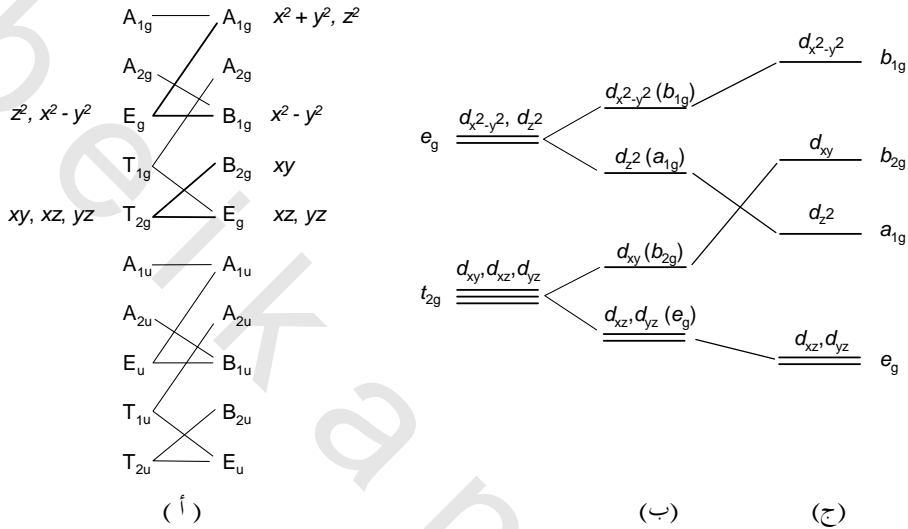 A1g A1g x² + y², z²
A2g A2g
z², x² - y² Eg B1g x² - y²
T1g B2g xy
xy, xz, yz T2g Eg xz, yz
A1u A1u
A2u A2u
Eu B1u
T1u B2u
T2u Eu
(أ)
eg dx²-y², dz²
t2g dxy,dxz,dyz
dx²-y² (b1g)
dz² (a1g)
dxy (b2g)
dxz,dyz (eg)
(ب)
dx²-y² b1g
dxy b2g
dz² a1g
dxz,dyz eg
(ج)
beikan